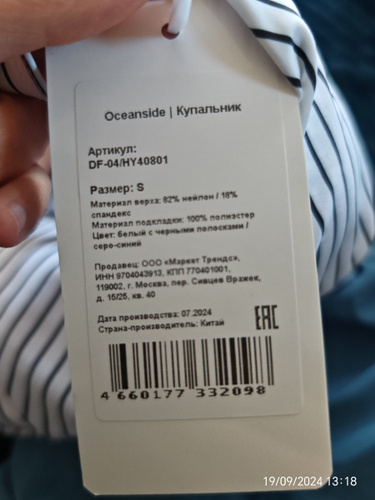 Oceanside | Купальник
Артикул:
DF-04/HY40801
Размер: S
Материал верха: 82% нейлон / 18%
спандекс
Материал подкладки: 100% полиэстер
Цвет: белый с черными полосками /
серо-синий
Продавец: ООО «Маркет Трендс»,
ИНН 9704043913, КПП 770401001,
119002, г. Москва, пер. Сивцев Вражек,
д. 15/25, кв. 40
Дата производства: 07.2024
Страна-производитель: Китай
EAC
4 660177 332098
19/09/2024 13:18